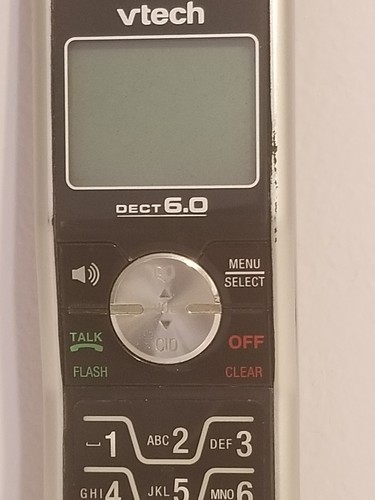 vtech
DECT 6.0
MENU
SELECT
VOL
CID
TALK
OFF
FLASH
CLEAR
1 ABC 2 DEF 3
GHI 4 JKL 5 MNO 6